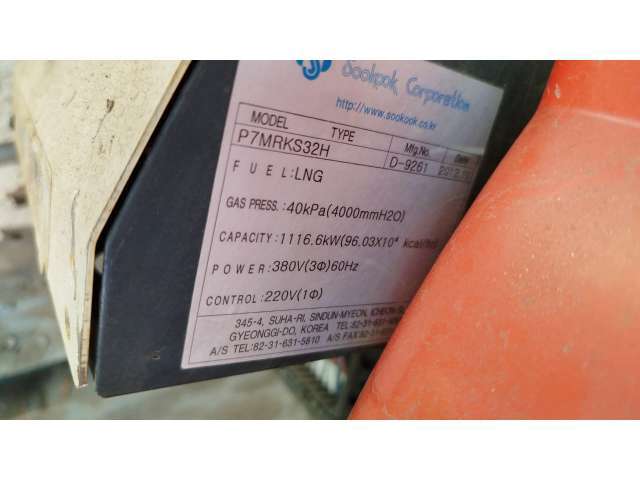 Sookook Corporation
http://www.sookook.co.kr
MODEL TYPE Mfg.No. Date
P7MRKS32H D-9261
FUEL:LNG
GAS PRESS.:40kPa(4000mmH2O)
CAPACITY:1116.6kW(96.03X10⁴ kcal/hr)
POWER:380V(3Φ)60Hz
CONTROL:220V(1Φ)
345-4, SUHA-RI, SINDUN-MYEON,
GYEONGGI-DO, KOREA TEL:82-31-631-
A/S TEL:82-31-631-5810 A/S FAX:82-31-